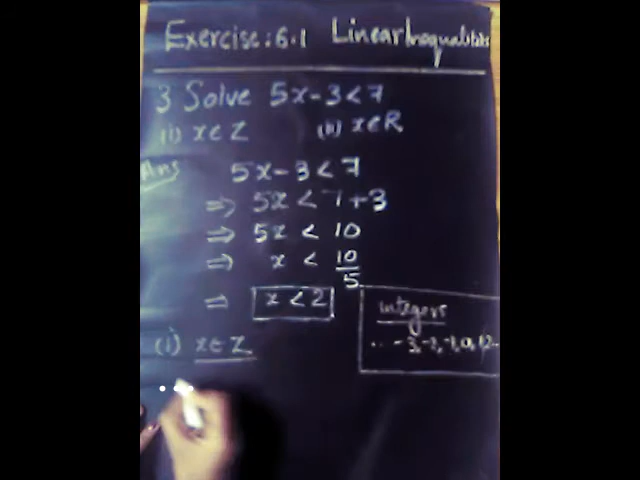 Exercise:6.1 Linear Inequalities
3 Solve 5x-3<7
(i) x∈Z (ii) x∈R
Ans 5x-3<7
⇒ 5x < 7+3
⇒ 5x < 10
⇒ x < 10/5
⇒ x < 2
integers
... -3, -2, -1, 0, 1, 2..
(i) x∈Z